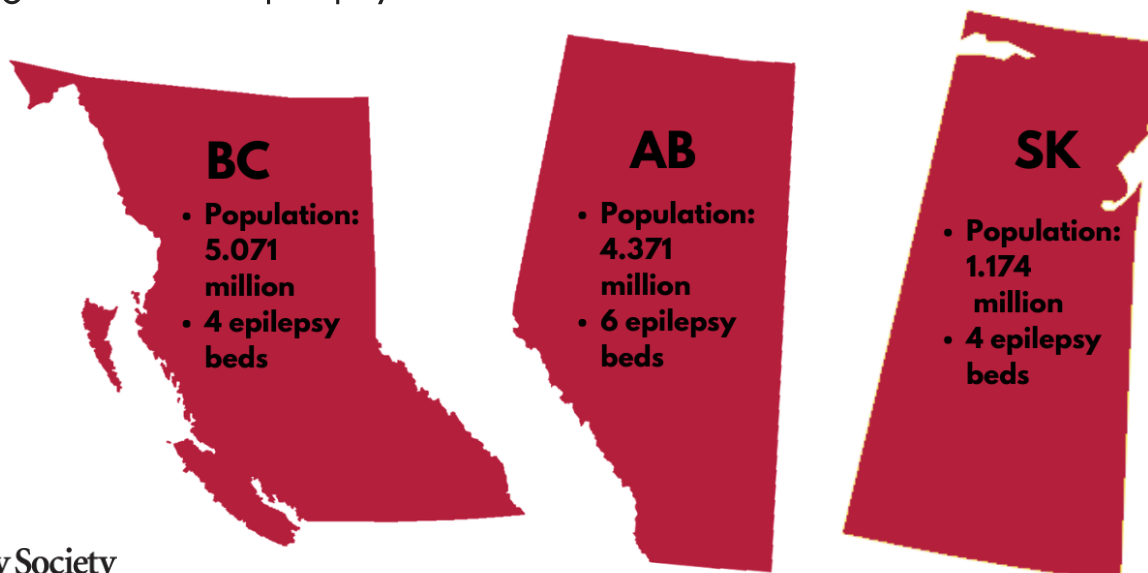 BC
• Population:
5.071
million
• 4 epilepsy
beds
AB
• Population:
4.371
million
• 6 epilepsy
beds
SK
• Population:
1.174
million
• 4 epilepsy
beds
Society